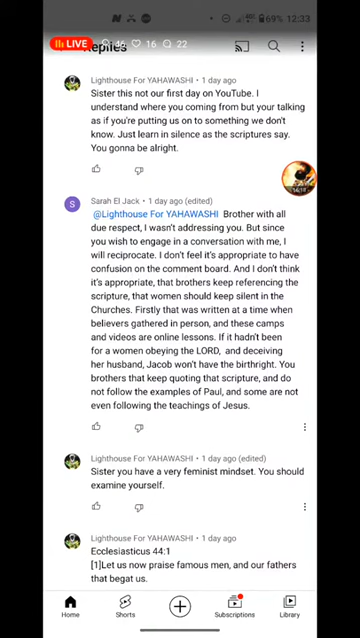 69% 12:33
LIVE 46 16 22
Replies
Lighthouse For YAHAWASHI • 1 day ago
Sister this not our first day on YouTube. I
understand where you coming from but your talking
as if you're putting us on to something we don't
know. Just learn in silence as the scriptures say.
You gonna be alright.
S
Sarah El Jack • 1 day ago (edited)
@Lighthouse For YAHAWASHI Brother with all
due respect, I wasn't addressing you. But since
you wish to engage in a conversation with me, I
will reciprocate. I don't feel it's appropriate to have
confusion on the comment board. And I don't think
it's appropriate, that brothers keep referencing the
scripture, that women should keep silent in the
Churches. Firstly that was written at a time when
believers gathered in person, and these camps
and videos are online lessons. If it hadn't been
for a women obeying the LORD, and deceiving
her husband, Jacob won't have the birthright. You
brothers that keep quoting that scripture, and do
not follow the examples of Paul, and some are not
even following the teachings of Jesus.
Lighthouse For YAHAWASHI • 1 day ago (edited)
Sister you have a very feminist mindset. You should
examine yourself.
Lighthouse For YAHAWASHI • 1 day ago
Ecclesiasticus 44:1
[1]Let us now praise famous men, and our fathers
that begat us.
Home Shorts Subscriptions Library